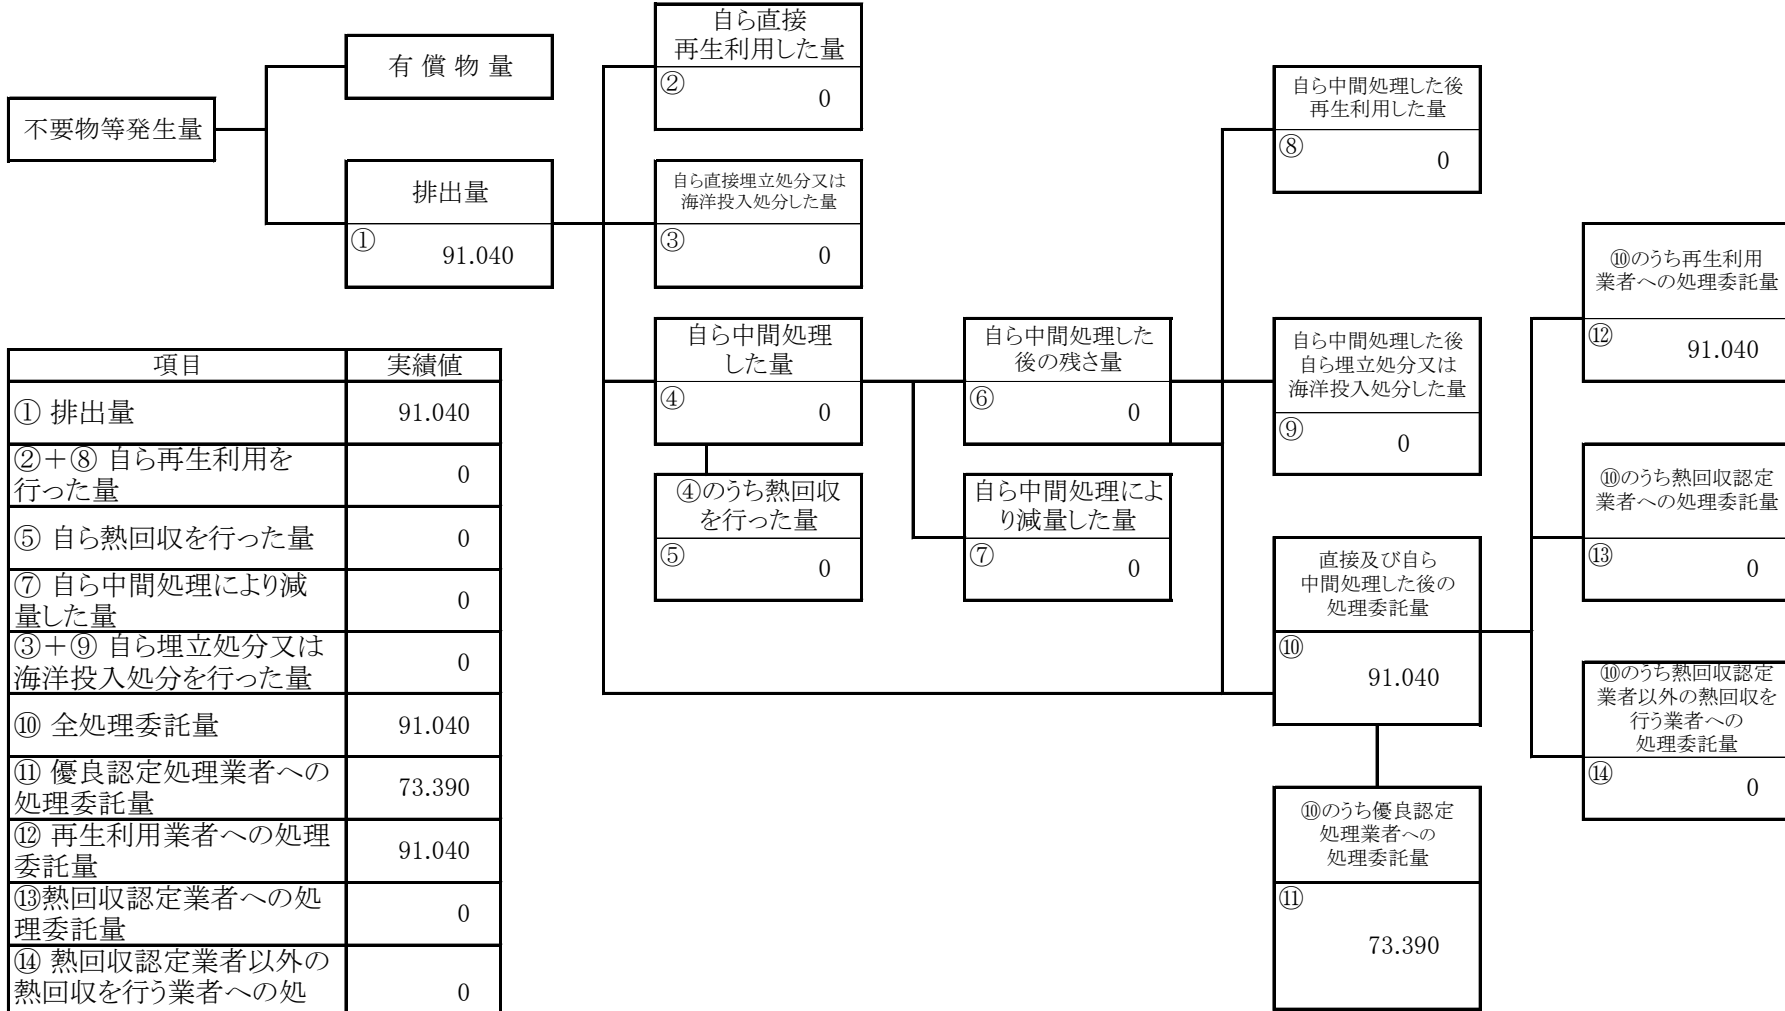 自ら直接
再生利用した量
②
0
有 償 物 量
不要物等発生量
排出量
①
91.040
自ら直接埋立処分又は
海洋投入処分した量
③
0
自ら中間処理
した量
④
0
④のうち熱回収
を行った量
⑤
0
自ら中間処理した
後の残さ量
⑥
0
自ら中間処理によ
り減量した量
⑦
0
自ら中間処理した後
再生利用した量
⑧
0
自ら中間処理した後
自ら埋立処分又は
海洋投入処分した量
⑨
0
直接及び自ら
中間処理した後の
処理委託量
⑩
91.040
⑩のうち優良認定
処理業者への
処理委託量
⑪
73.390
⑩のうち再生利用
業者への処理委託量
⑫
91.040
⑩のうち熱回収認定
業者への処理委託量
⑬
0
⑩のうち熱回収認定
業者以外の熱回収を
行う業者への
処理委託量
⑭
0
項目 実績値
① 排出量 91.040
②＋⑧ 自ら再生利用を
行った量 0
⑤ 自ら熱回収を行った量 0
⑦ 自ら中間処理により減
量した量 0
③＋⑨ 自ら埋立処分又は
海洋投入処分を行った量 0
⑩ 全処理委託量 91.040
⑪ 優良認定処理業者への
処理委託量 73.390
⑫ 再生利用業者への処理
委託量 91.040
⑬熱回収認定業者への処
理委託量 0
⑭ 熱回収認定業者以外の
熱回収を行う業者への処 0